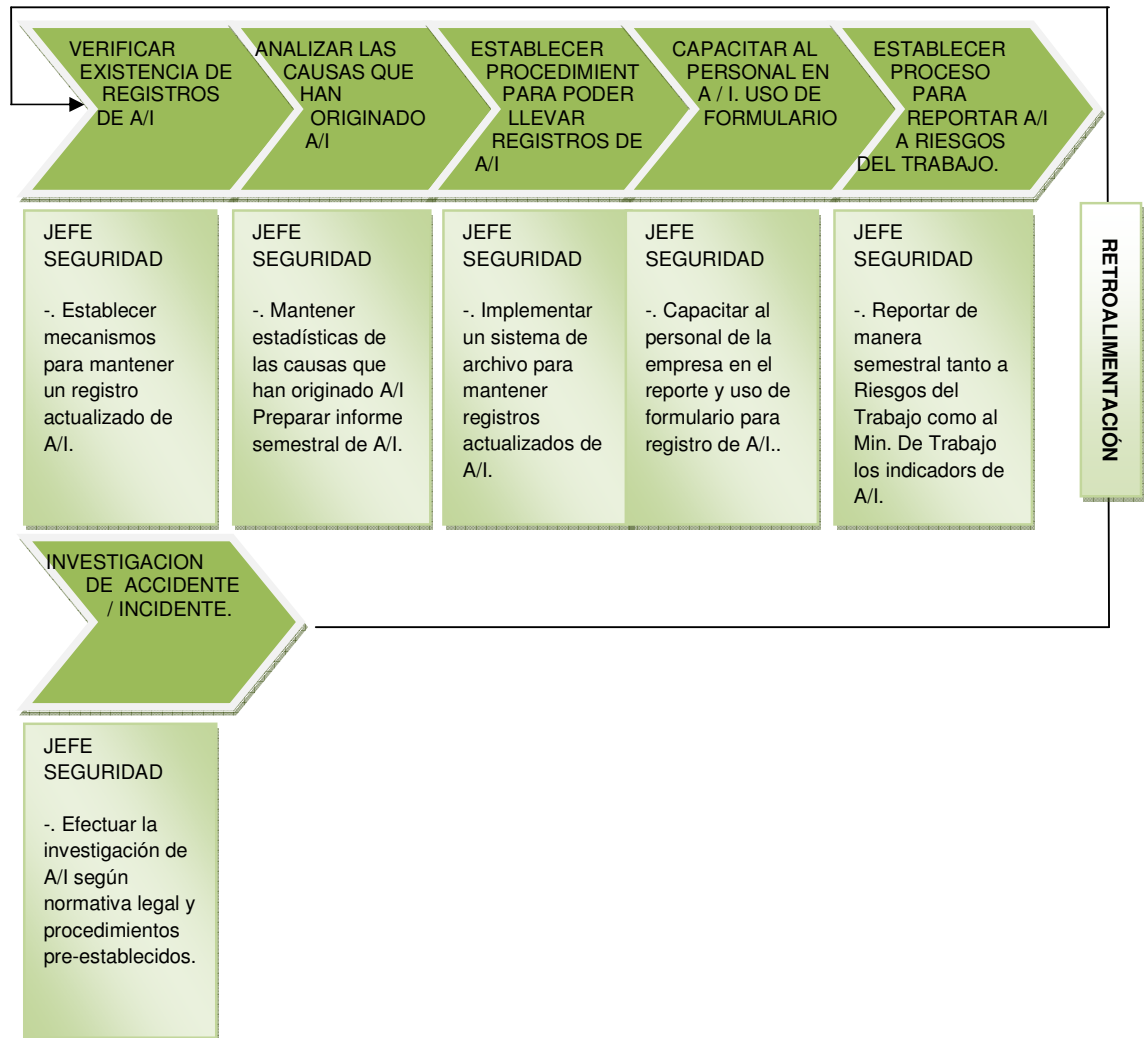 VERIFICAR
EXISTENCIA DE
REGISTROS
DE A/I
ANALIZAR LAS
CAUSAS QUE
HAN
ORIGINADO
A/I
ESTABLECER
PROCEDIMIENT
PARA PODER
LLEVAR
REGISTROS DE
A/I
CAPACITAR AL
PERSONAL EN
A / I. USO DE
FORMULARIO
ESTABLECER
PROCESO
PARA
REPORTAR A/I
A RIESGOS
DEL TRABAJO.
JEFE
SEGURIDAD
-. Establecer
mecanismos
para mantener
un registro
actualizado de
A/I.
JEFE
SEGURIDAD
-. Mantener
estadísticas de
las causas que
han originado A/I
Preparar informe
semestral de A/I.
JEFE
SEGURIDAD
-. Implementar
un sistema de
archivo para
mantener
registros
actualizados de
A/I.
JEFE
SEGURIDAD
-. Capacitar al
personal de la
empresa en el
reporte y uso de
formulario para
registro de A/I..
JEFE
SEGURIDAD
-. Reportar de
manera
semestral tanto a
Riesgos del
Trabajo como al
Min. De Trabajo
los indicadors de
A/I.
RETROALIMENTACIÓN
INVESTIGACION
DE ACCIDENTE
/ INCIDENTE.
JEFE
SEGURIDAD
-. Efectuar la
investigación de
A/I según
normativa legal y
procedimientos
pre-establecidos.